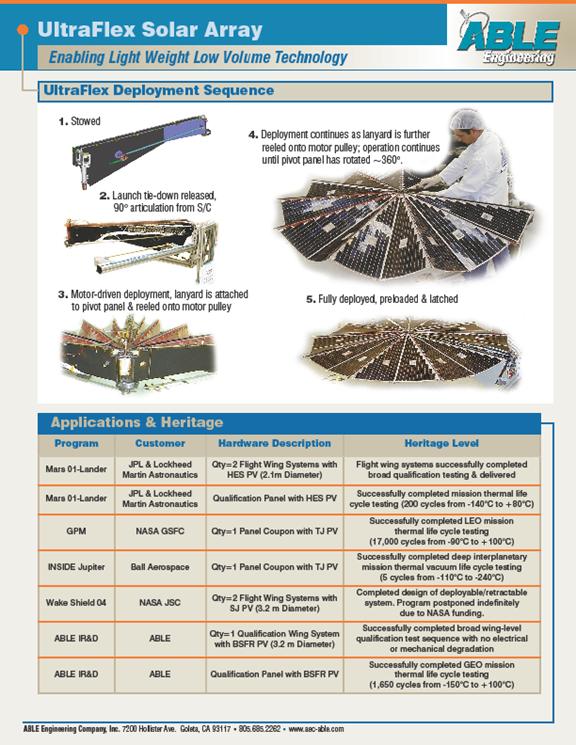 UltraFlex Solar Array
Enabling Light Weight Low Volume Technology
ABLE
Engineering
UltraFlex Deployment Sequence
1. Stowed
2. Launch tie-down released,
90° articulation from S/C
3. Motor-driven deployment, lanyard is attached
to pivot panel & reeled onto motor pulley
4. Deployment continues as lanyard is further
reeled onto motor pulley; operation continues
until pivot panel has rotated ~360°.
5. Fully deployed, preloaded & latched
Applications & Heritage
Program Customer Hardware Description Heritage Level
Mars 01-Lander
JPL & Lockheed
Martin Astronautics
Qty=2 Flight Wing Systems with
HES PV (2.1m Diameter)
Flight wing systems successfully completed
broad qualification testing & delivered
Mars 01-Lander
JPL & Lockheed
Martin Astronautics
Qualification Panel with HES PV
Successfully completed mission thermal life
cycle testing (200 cycles from -140°C to +80°C)
GPM
NASA GSFC
Qty=1 Panel Coupon with TJ PV
Successfully completed LEO mission
thermal life cycle testing
(17,000 cycles from -90°C to +100°C)
INSIDE Jupiter
Ball Aerospace
Qty=1 Panel Coupon with TJ PV
Successfully completed deep interplanetary
mission thermal vacuum life cycle testing
(5 cycles from -110°C to -240°C)
Wake Shield 04
NASA JSC
Qty=2 Flight Wing Systems with
SJ PV (3.2 m Diameter)
Completed design of deployable/retractable
system. Program postponed indefinitely
due to NASA funding.
ABLE IR&D
ABLE
Qty=1 Qualification Wing System
with BSFR PV (3.2 m Diameter)
Successfully completed broad wing-level
qualification test sequence with no electrical
or mechanical degradation
ABLE IR&D
ABLE
Qualification Panel with BSFR PV
Successfully completed GEO mission
thermal life cycle testing
(1,650 cycles from -150°C to +100°C)
ABLE Engineering Company, Inc. 7200 Hollister Ave. Goleta, CA 93117 • 805.685.2262 • www.aec-able.com